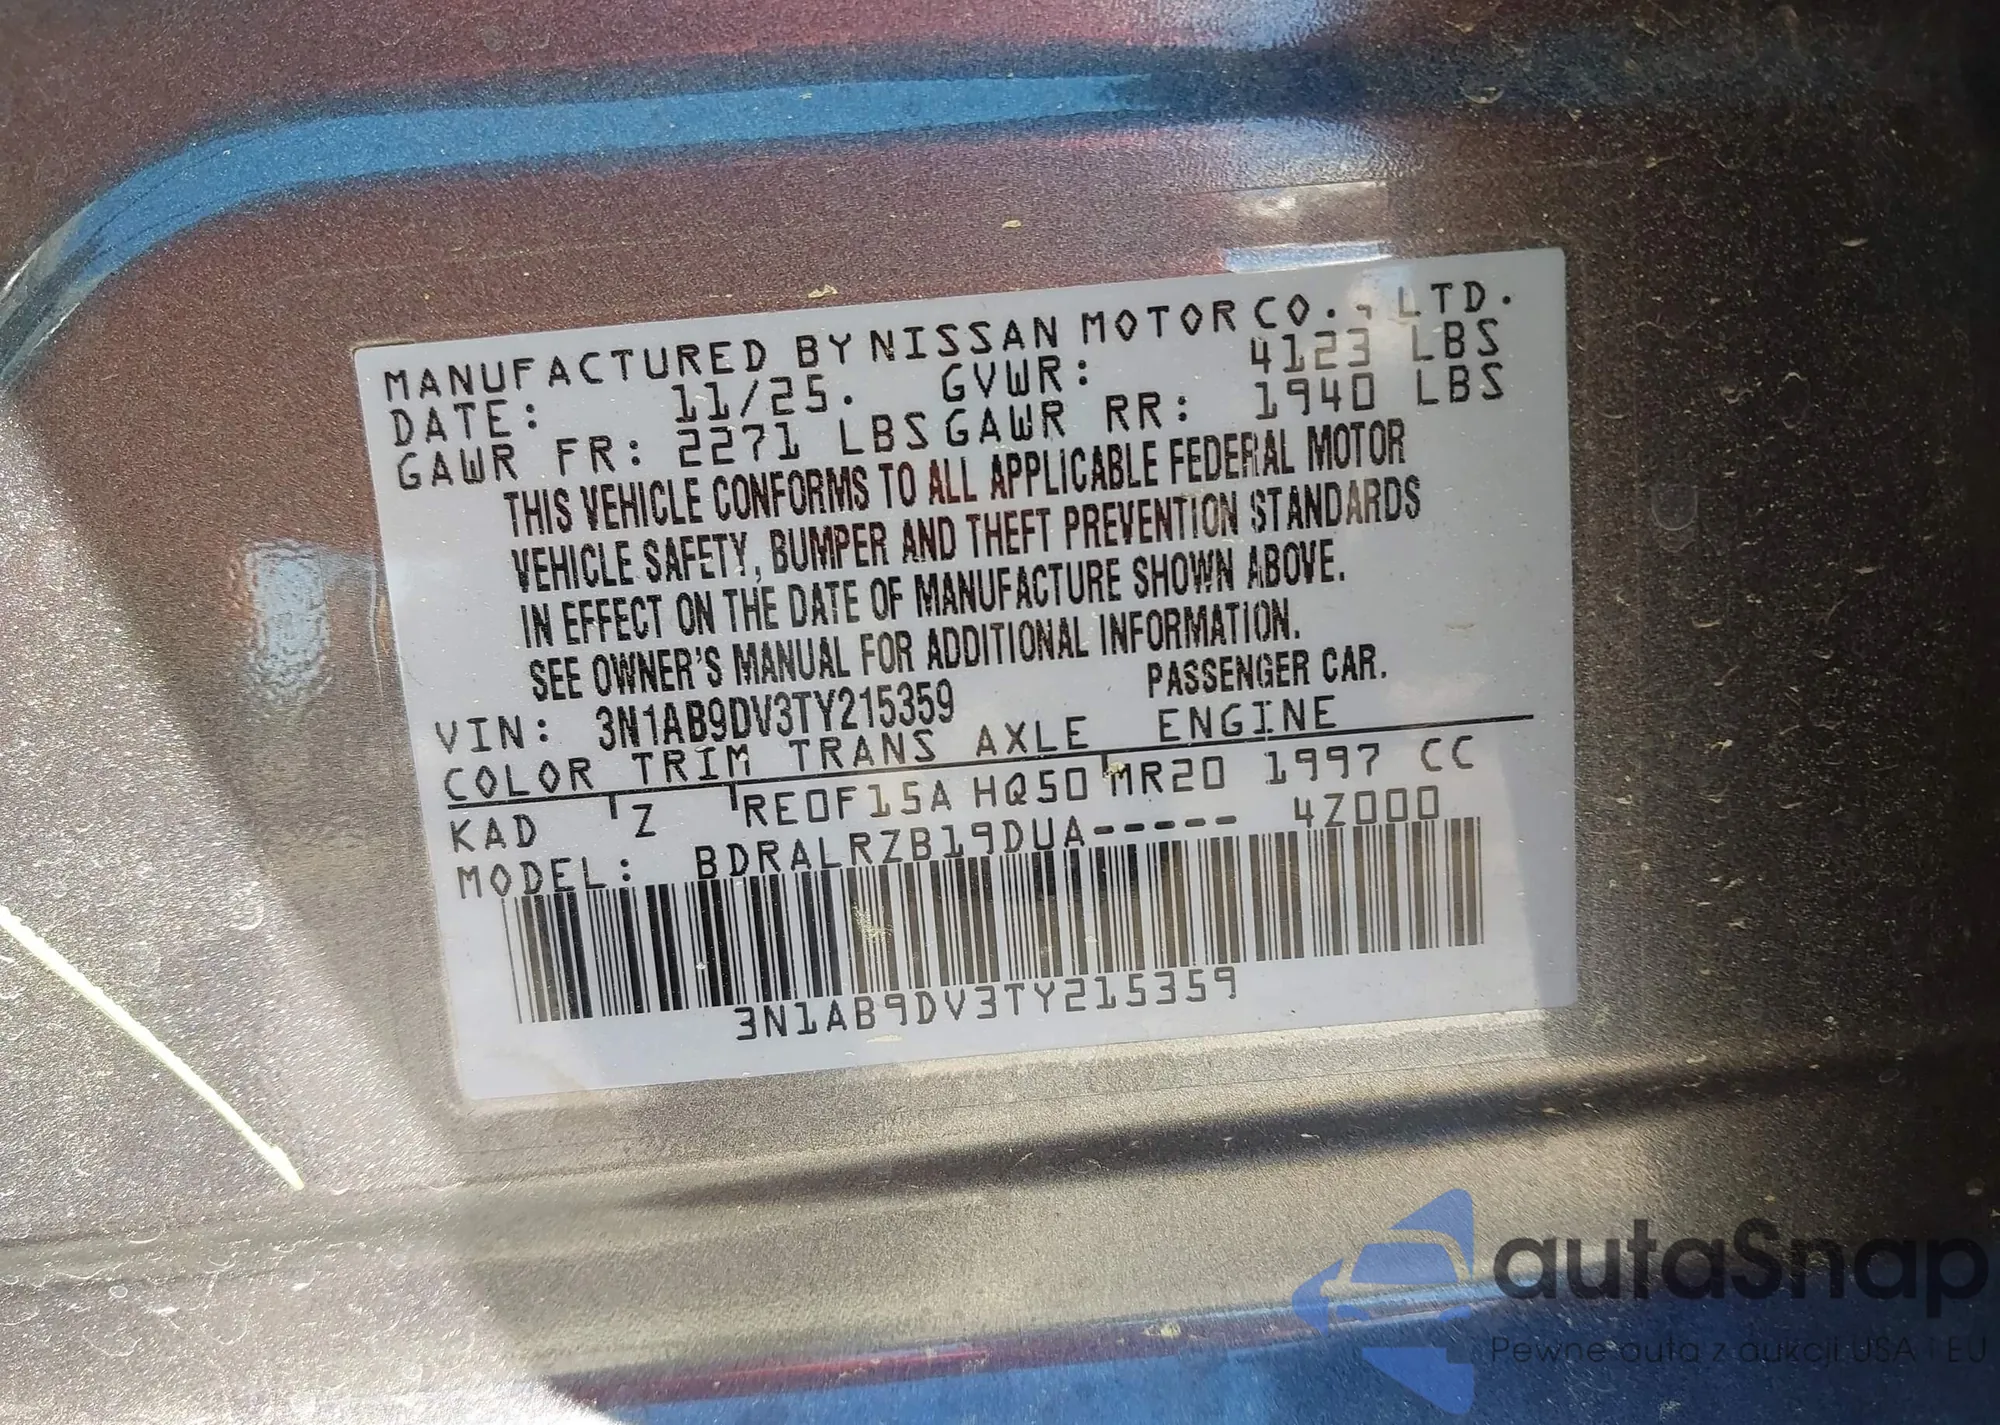 MANUFACTURED BY NISSAN MOTOR CO., LTD.
DATE: 11/25. GVWR: 4123 LBS
GAWR FR: 2271 LBS GAWR RR: 1940 LBS
THIS VEHICLE CONFORMS TO ALL APPLICABLE FEDERAL MOTOR
VEHICLE SAFETY, BUMPER AND THEFT PREVENTION STANDARDS
IN EFFECT ON THE DATE OF MANUFACTURE SHOWN ABOVE.
SEE OWNER'S MANUAL FOR ADDITIONAL INFORMATION.
VIN: 3N1AB9DV3TY215359 PASSENGER CAR.
COLOR TRIM TRANS AXLE ENGINE
KAD Z RE0F15A HQ50 MR20 1997 CC
MODEL: BDRALRZB19DUA----- 4Z000
3N1AB9DV3TY215359
autaSnap
Pewne auta z aukcji USA i EU